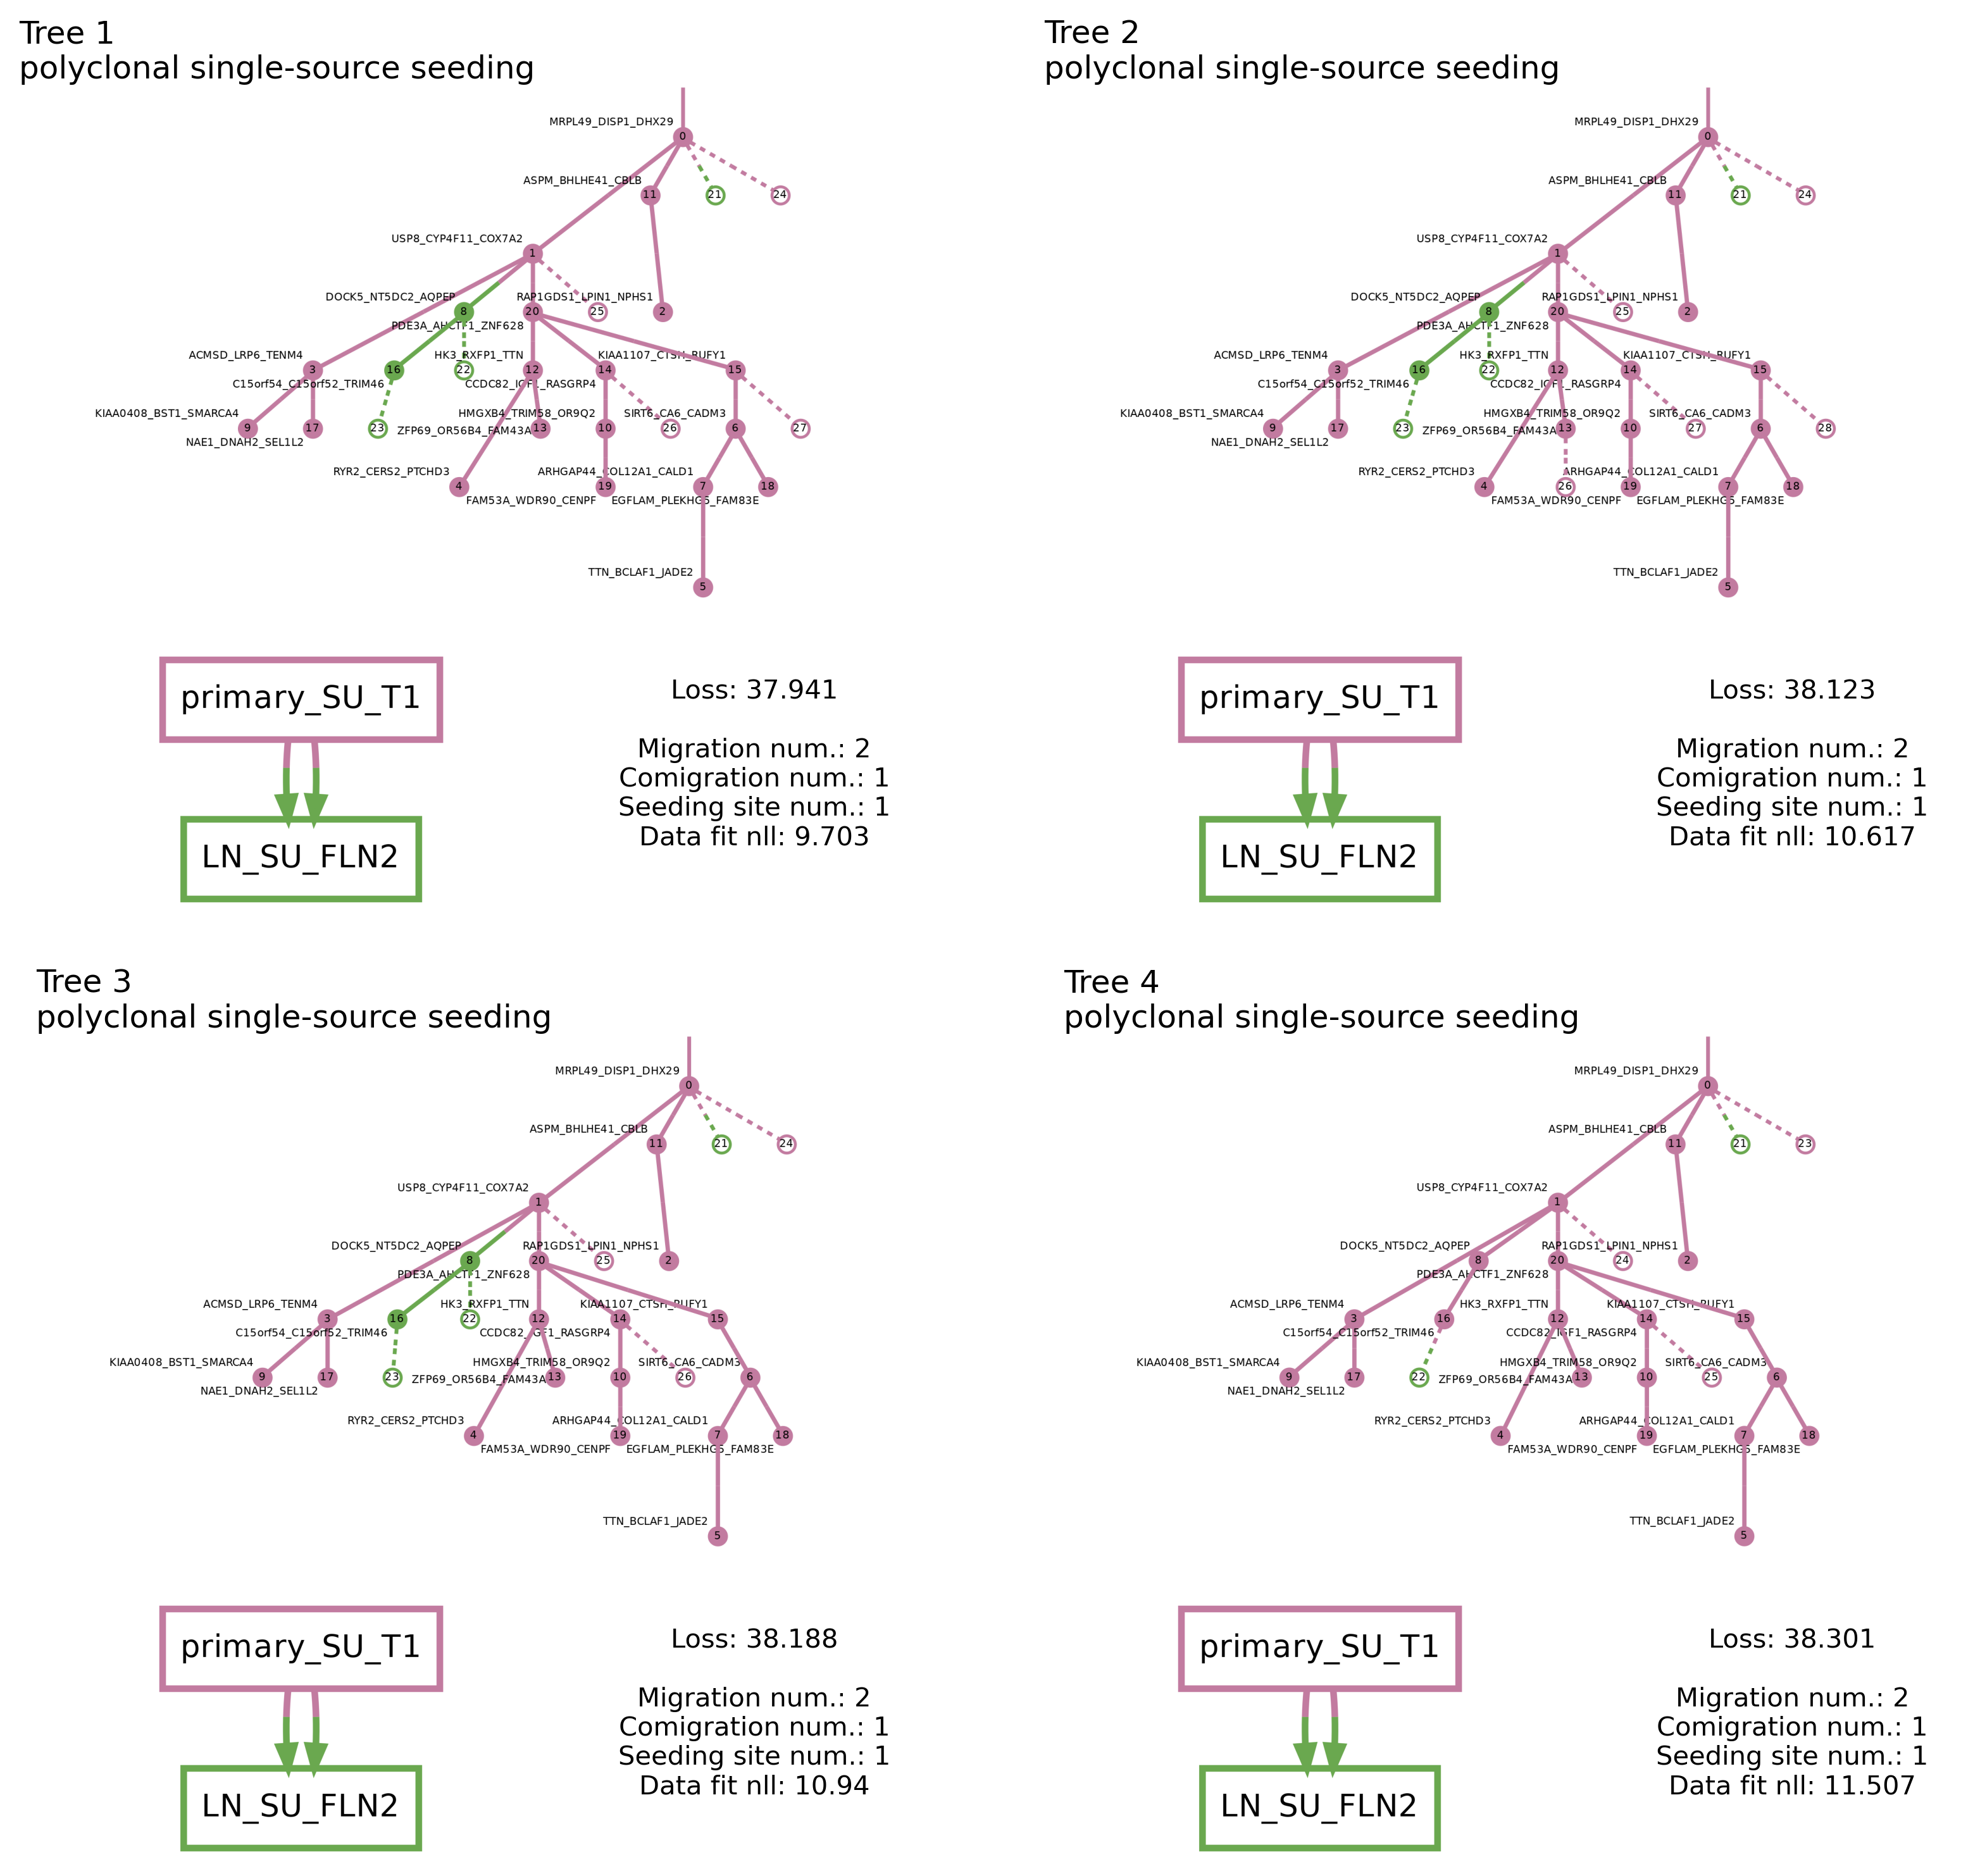 Tree 1
polyclonal single-source seeding
MRPL49_DISP1_DHX29
0
ASPM_BHLHE41_CBLB
11
21
24
USP8_CYP4F11_COX7A2
1
DOCK5_NT5DC2_AQPEP
RAP1GDS1_LPIN1_NPHS1
8
20
25
2
PDE3A_AHCTF1_ZNF628
ACMSD_LRP6_TENM4
HK3_RXFP1_TTN
KIAA1107_CTSH_RUFY1
3
16
22
12
14
15
C15orf54_C15orf52_TRIM46
CCDC82_IGF1_RASGRP4
KIAA0408_BST1_SMARCA4
HMGXB4_TRIM58_OR9Q2
SIRT6_CA6_CADM3
9
17
23
ZFP69_OR56B4_FAM43A
13
10
26
6
27
NAE1_DNAH2_SEL1L2
RYR2_CERS2_PTCHD3
ARHGAP44_COL12A1_CALD1
4
19
7
18
FAM53A_WDR90_CENPF
EGFLAM_PLEKHG5_FAM83E
TTN_BCLAF1_JADE2
5
primary_SU_T1
LN_SU_FLN2
Loss: 37.941
Migration num.: 2
Comigration num.: 1
Seeding site num.: 1
Data fit nll: 9.703
Tree 2
polyclonal single-source seeding
MRPL49_DISP1_DHX29
0
ASPM_BHLHE41_CBLB
11
21
24
USP8_CYP4F11_COX7A2
1
DOCK5_NT5DC2_AQPEP
RAP1GDS1_LPIN1_NPHS1
8
20
25
2
PDE3A_AHCTF1_ZNF628
ACMSD_LRP6_TENM4
HK3_RXFP1_TTN
KIAA1107_CTSH_RUFY1
3
16
22
12
14
15
C15orf54_C15orf52_TRIM46
CCDC82_IGF1_RASGRP4
KIAA0408_BST1_SMARCA4
HMGXB4_TRIM58_OR9Q2
SIRT6_CA6_CADM3
9
17
23
ZFP69_OR56B4_FAM43A
13
10
27
6
28
NAE1_DNAH2_SEL1L2
RYR2_CERS2_PTCHD3
ARHGAP44_COL12A1_CALD1
4
26
19
7
18
FAM53A_WDR90_CENPF
EGFLAM_PLEKHG5_FAM83E
TTN_BCLAF1_JADE2
5
primary_SU_T1
LN_SU_FLN2
Loss: 38.123
Migration num.: 2
Comigration num.: 1
Seeding site num.: 1
Data fit nll: 10.617
Tree 3
polyclonal single-source seeding
MRPL49_DISP1_DHX29
0
ASPM_BHLHE41_CBLB
11
21
24
USP8_CYP4F11_COX7A2
1
DOCK5_NT5DC2_AQPEP
RAP1GDS1_LPIN1_NPHS1
8
20
25
2
PDE3A_AHCTF1_ZNF628
ACMSD_LRP6_TENM4
HK3_RXFP1_TTN
KIAA1107_CTSH_RUFY1
3
16
22
12
14
15
C15orf54_C15orf52_TRIM46
CCDC82_IGF1_RASGRP4
KIAA0408_BST1_SMARCA4
HMGXB4_TRIM58_OR9Q2
SIRT6_CA6_CADM3
9
17
23
ZFP69_OR56B4_FAM43A
13
10
26
6
NAE1_DNAH2_SEL1L2
RYR2_CERS2_PTCHD3
ARHGAP44_COL12A1_CALD1
4
19
7
18
FAM53A_WDR90_CENPF
EGFLAM_PLEKHG5_FAM83E
TTN_BCLAF1_JADE2
5
primary_SU_T1
LN_SU_FLN2
Loss: 38.188
Migration num.: 2
Comigration num.: 1
Seeding site num.: 1
Data fit nll: 10.94
Tree 4
polyclonal single-source seeding
MRPL49_DISP1_DHX29
0
ASPM_BHLHE41_CBLB
11
21
23
USP8_CYP4F11_COX7A2
1
DOCK5_NT5DC2_AQPEP
RAP1GDS1_LPIN1_NPHS1
8
20
24
2
PDE3A_AHCTF1_ZNF628
ACMSD_LRP6_TENM4
HK3_RXFP1_TTN
KIAA1107_CTSH_RUFY1
3
16
12
14
15
C15orf54_C15orf52_TRIM46
CCDC82_IGF1_RASGRP4
KIAA0408_BST1_SMARCA4
HMGXB4_TRIM58_OR9Q2
SIRT6_CA6_CADM3
9
17
22
ZFP69_OR56B4_FAM43A
13
10
25
6
NAE1_DNAH2_SEL1L2
RYR2_CERS2_PTCHD3
ARHGAP44_COL12A1_CALD1
4
19
7
18
FAM53A_WDR90_CENPF
EGFLAM_PLEKHG5_FAM83E
TTN_BCLAF1_JADE2
5
primary_SU_T1
LN_SU_FLN2
Loss: 38.301
Migration num.: 2
Comigration num.: 1
Seeding site num.: 1
Data fit nll: 11.507